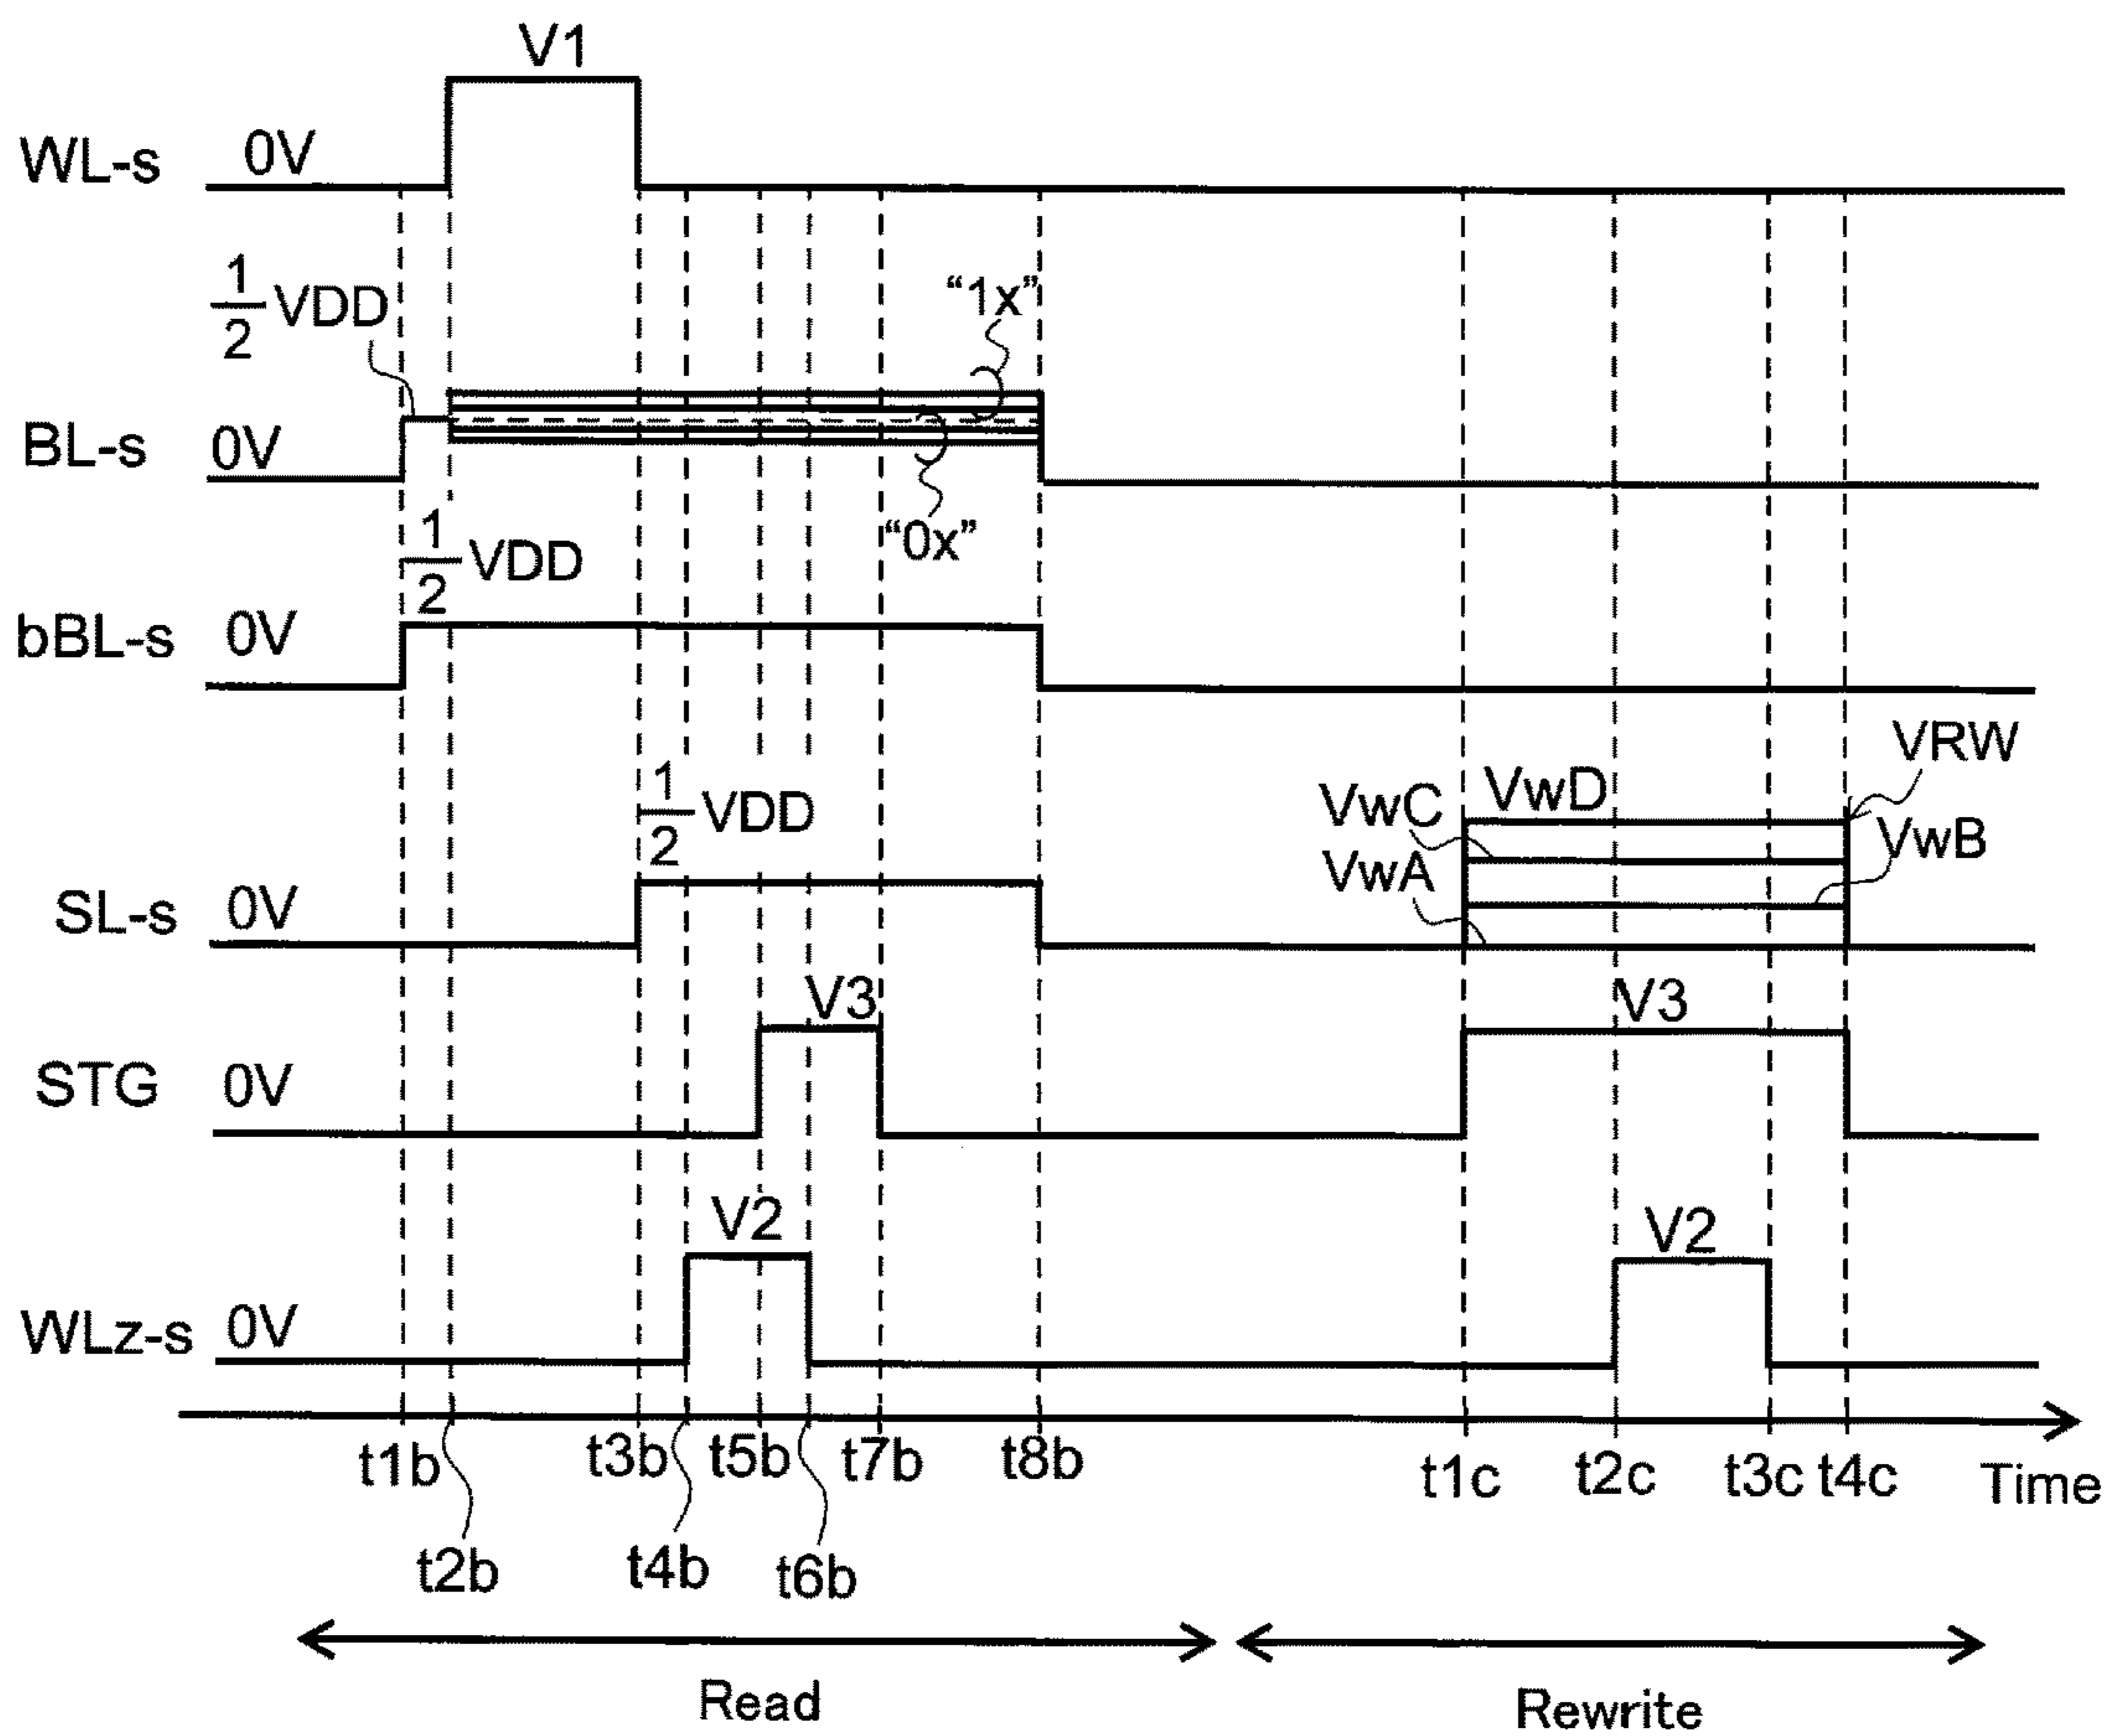 V1
WL-s 0V
1/2 VDD
"1x"
BL-s 0V
"0x"
1/2 VDD
bBL-s 0V
VRW
1/2 VDD
VwC VwD
VwB
VwA
SL-s 0V
V3 V3
STG 0V
V2 V2
WLz-s 0V
t1b t3b t5b t7b t8b t1c t2c t3c t4c Time
t2b t4b t6b
Read Rewrite